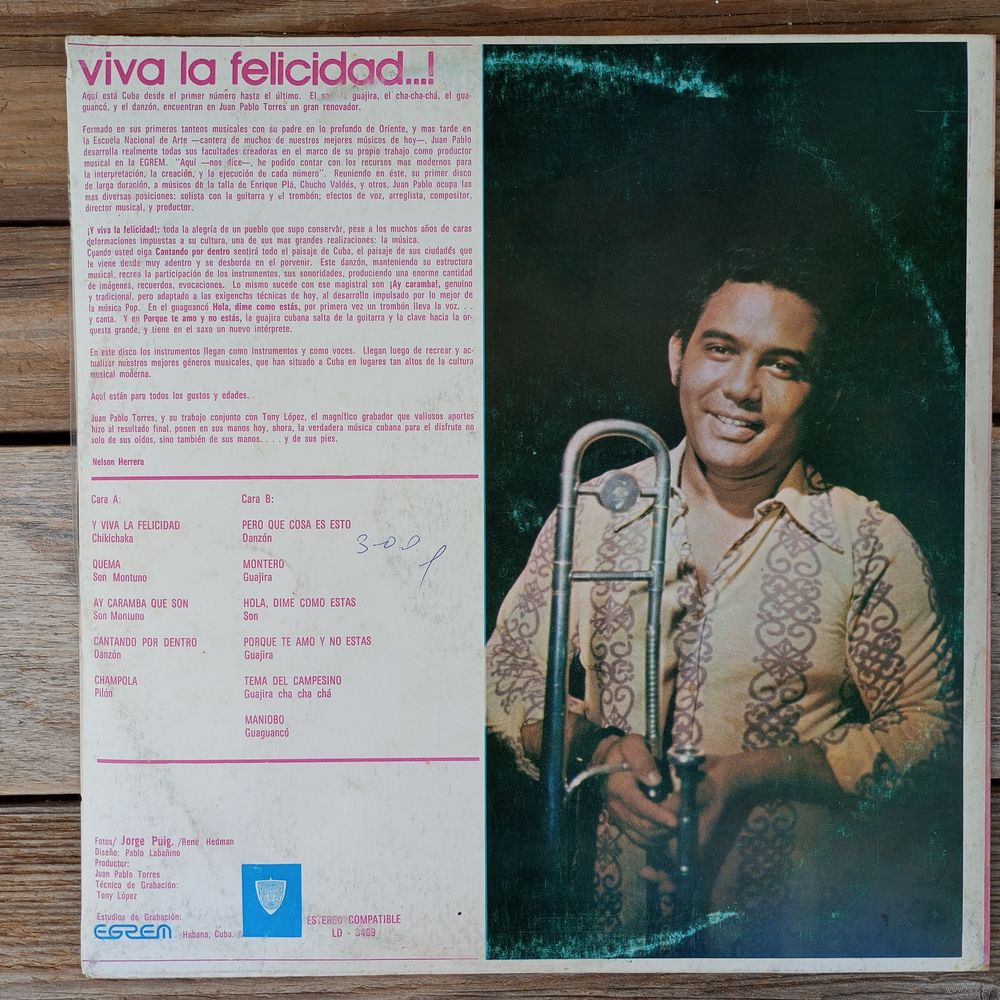 viva la felicidad...!
Aquí está Cuba desde el primer número hasta el último. El son, la guajira, el cha-cha-chá, el gua-
guancó, y el danzón, encuentran en Juan Pablo Torres un gran renovador.
Formado en sus primeros tanteos musicales con su padre en lo profundo de Oriente, y mas tarde en
la Escuela Nacional de Arte —cantera de muchos de nuestros mejores músicos de hoy—, Juan Pablo
desarrolla realmente todas sus facultades creadoras en el marco de su propio trabajo como productor
musical en la EGREM. "Aquí —nos dice—, he podido contar con los recursos mas modernos para
la interpretación, la creación, y la ejecución de cada número". Reuniendo en éste, su primer disco
de larga duración, a músicos de la talla de Enrique Plá, Chucho Valdés, y otros, Juan Pablo ocupa las
mas diversas posiciones: solista con la guitarra y el trombón; efectos de voz, arreglista, compositor,
director musical, y productor.
¡Y viva la felicidad!; toda la alegría de un pueblo que supo conservar, pese a los muchos años de caras
deformaciones impuestas a su cultura, una de sus mas grandes realizaciones: la música.
Cuando usted oiga Cantando por dentro sentirá todo el paisaje de Cuba, el paisaje de sus ciudades que
le viene desde muy adentro y se desborda en el porvenir. Este danzón, manteniendo su estructura
musical, recrea la participación de los instrumentos, sus sonoridades, produciendo una enorme cantidad
de imágenes, recuerdos, evocaciones. Lo mismo sucede con ese magistral son ¡Ay caramba!, genuino
y tradicional, pero adaptado a las exigencias técnicas de hoy, al desarrollo impulsado por lo mejor de
la música Pop. En el guaguancó Hola, dime como estás, por primera vez un trombón lleva la voz. . .
y canta. Y en Porque te amo y no estás, la guajira cubana salta de la guitarra y la clave hacia la or-
questa grande, y tiene en el saxo un nuevo intérprete.
En este disco los instrumentos llegan como instrumentos y como voces. Llegan luego de recrear y ac-
tualizar nuestros mejores géneros musicales, que han situado a Cuba en lugares tan altos de la cultura
musical moderna.
Aquí están para todos los gustos y edades.
Juan Pablo Torres, y su trabajo conjunto con Tony López, el magnífico grabador que valiosos aportes
hizo al resultado final, ponen en sus manos hoy, ahora, la verdadera música cubana para el disfrute no
solo de sus oídos, sino también de sus manos. . . . y de sus pies.
Nelson Herrera
Cara A:
Y VIVA LA FELICIDAD
Chikichaka
QUEMA
Son Montuno
AY CARAMBA QUE SON
Son Montuno
CANTANDO POR DENTRO
Danzón
CHAMPOLA
Pilón
Cara B:
PERO QUE COSA ES ESTO
Danzón
MONTERO
Guajira
HOLA, DIME COMO ESTAS
Son
PORQUE TE AMO Y NO ESTAS
Guajira
TEMA DEL CAMPESINO
Guajira cha cha chá
MANIOBO
Guaguancó
Fotos/ Jorge Puig. /René Hedman
Diseño: Pablo Labañino
Productor:
Juan Pablo Torres
Técnico de Grabación:
Tony López
Estudios de Grabación:
EGREM Habana, Cuba.
ESTEREO COMPATIBLE
LD - 3469